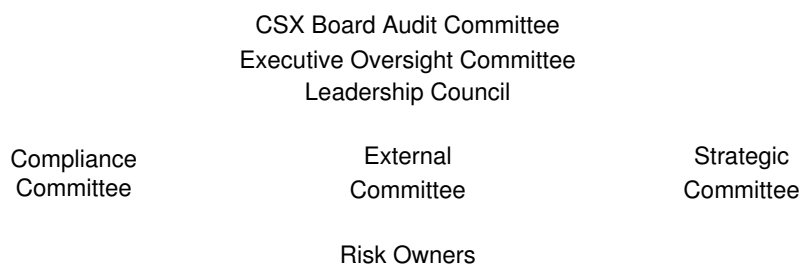 CSX Board Audit Committee
Executive Oversight Committee
Leadership Council
Compliance
Committee
External
Committee
Strategic
Committee
Risk Owners